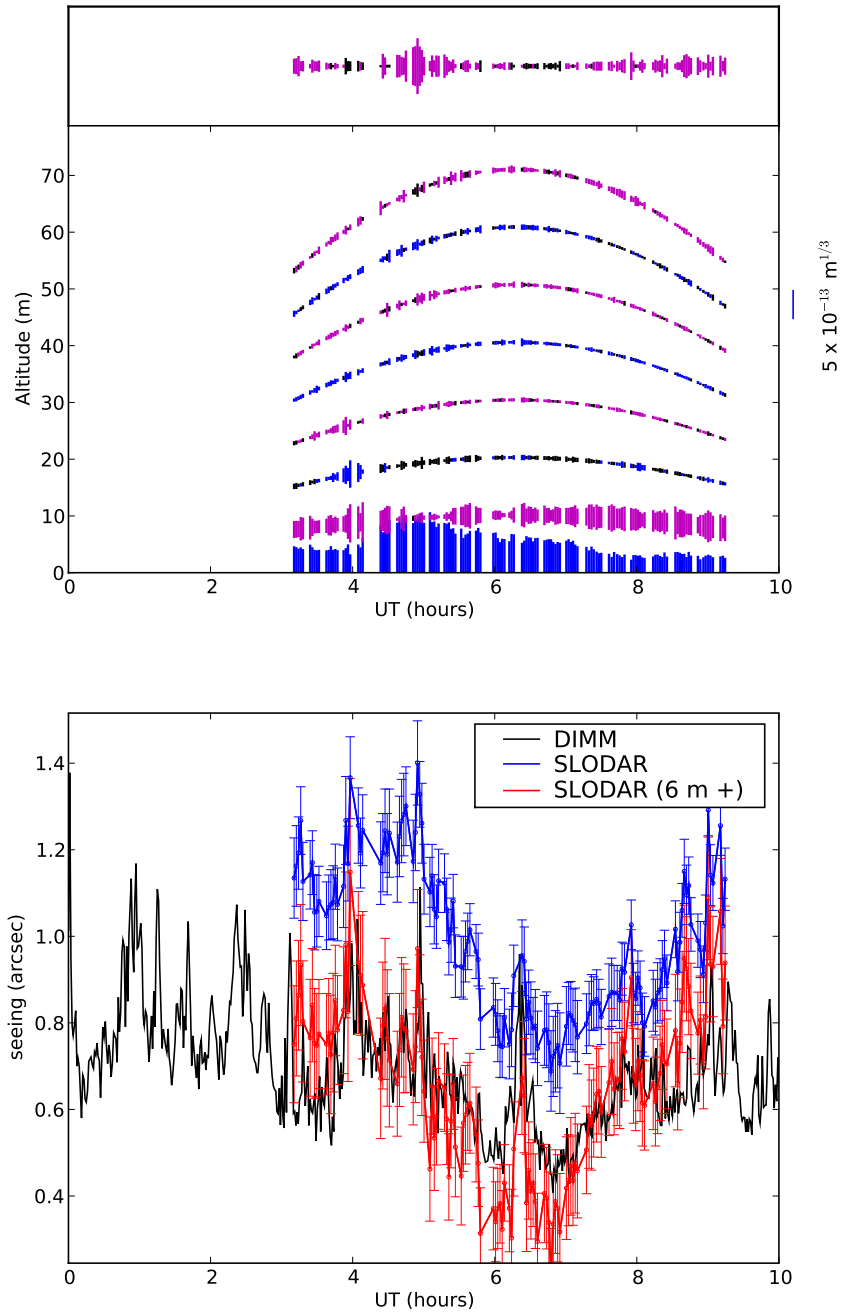 70
60
50
40
30
20
10
0
Altitude (m)
0 2 4 6 8 10
UT (hours)
5 x 10⁻¹³ m¹/³
1.4
1.2
1.0
0.8
0.6
0.4
seeing (arcsec)
DIMM
SLODAR
SLODAR (6 m +)
0 2 4 6 8 10
UT (hours)